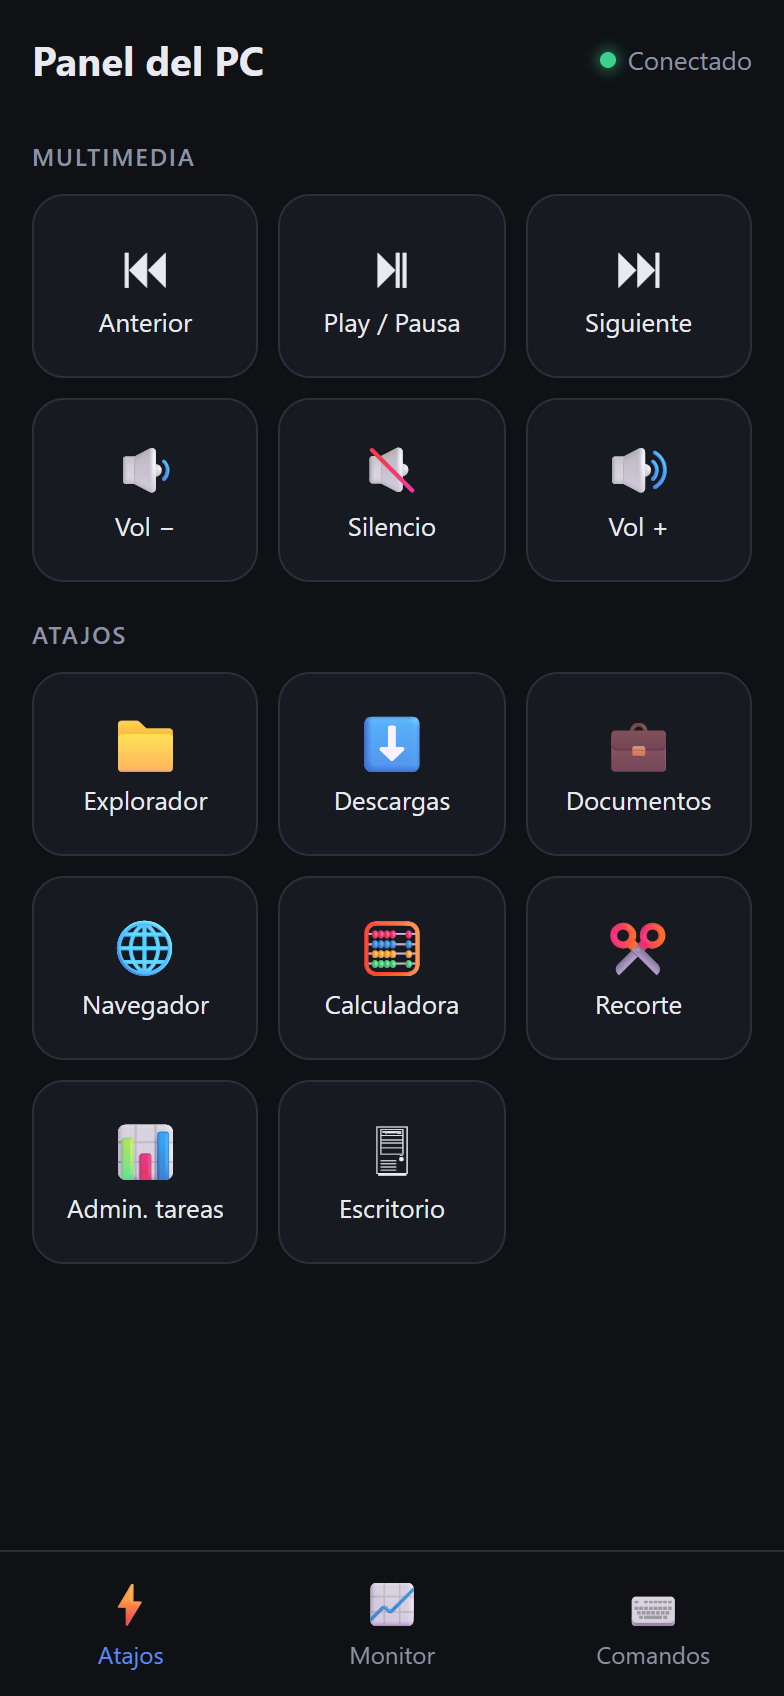 Panel del PC
Conectado
MULTIMEDIA
Anterior
Play / Pausa
Siguiente
Vol −
Silencio
Vol +
ATAJOS
Explorador
Descargas
Documentos
Navegador
Calculadora
Recorte
Admin. tareas
Escritorio
Atajos
Monitor
Comandos